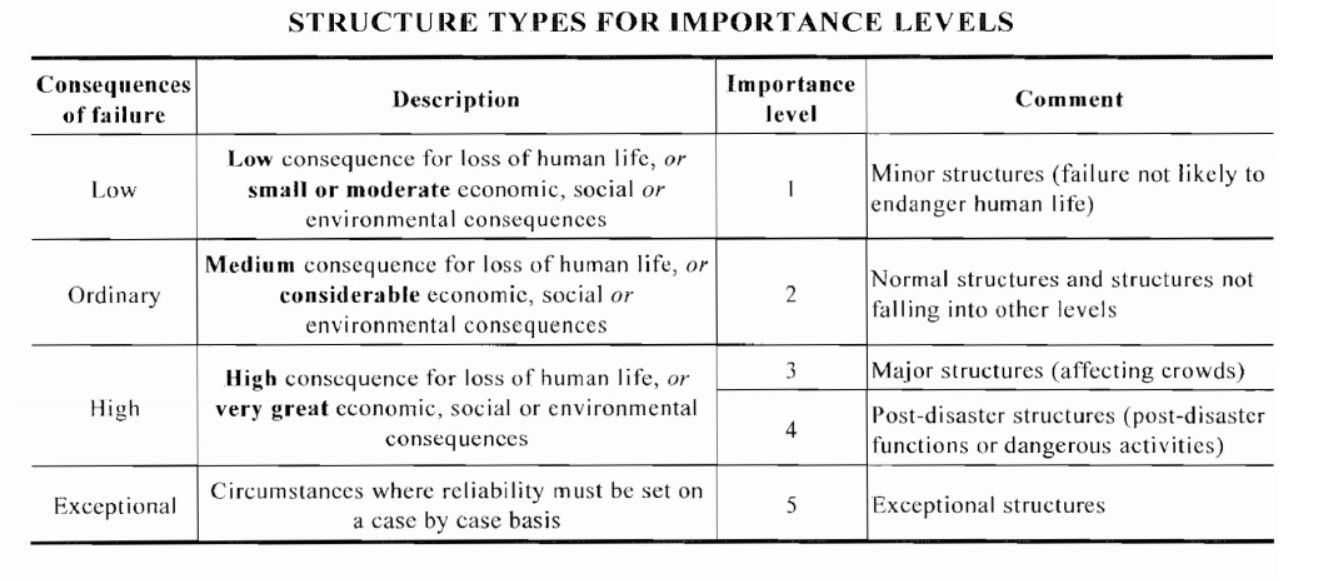 STRUCTURE TYPES FOR IMPORTANCE LEVELS
Consequences
of failure
Description
Importance
level
Comment
Low
Low consequence for loss of human life, or
small or moderate economic, social or
environmental consequences
1
Minor structures (failure not likely to
endanger human life)
Ordinary
Medium consequence for loss of human life, or
considerable economic, social or
environmental consequences
2
Normal structures and structures not
falling into other levels
High
High consequence for loss of human life, or
very great economic, social or environmental
consequences
3
Major structures (affecting crowds)
4
Post-disaster structures (post-disaster
functions or dangerous activities)
Exceptional
Circumstances where reliability must be set on
a case by case basis
5
Exceptional structures